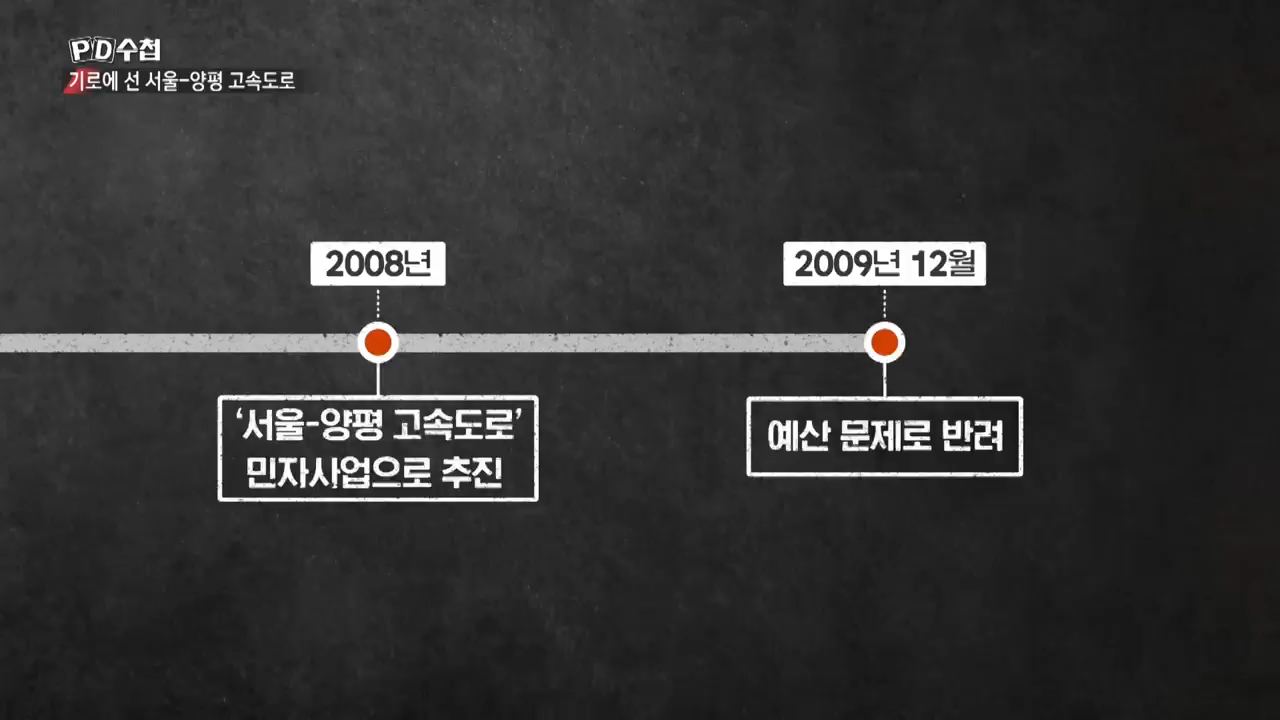 PD수첩
기로에 선 서울-양평 고속도로
2008년
2009년 12월
‘서울-양평 고속도로’
민자사업으로 추진
예산 문제로 반려